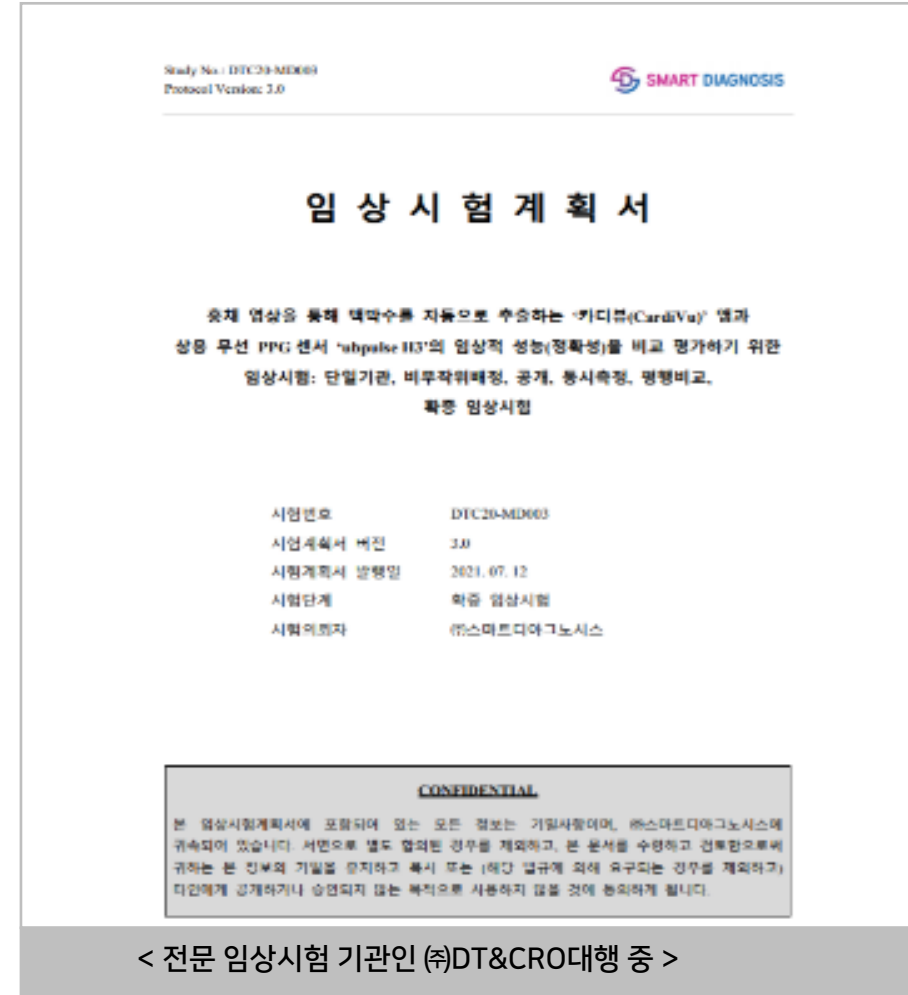 Study No.: DTC20-MD003
Protocol Version: 3.0
SMART DIAGNOSIS
임 상 시 험 계 획 서
홍채 영상을 통해 맥박수를 자동으로 추출하는 ‘카디뷰(CardiVu)’ 앱과
상용 무선 PPG 센서 ‘ubpulse H3’의 임상적 성능(정확성)을 비교 평가하기 위한
임상시험: 단일기관, 비무작위배정, 공개, 동시측정, 평행비교,
확증 임상시험
시험번호 DTC20-MD003
시험계획서 버전 3.0
시험계획서 발행일 2021. 07. 12
시험단계 확증 임상시험
시험의뢰자 ㈜스마트디아그노시스
CONFIDENTIAL
본 임상시험계획서에 포함되어 있는 모든 정보는 기밀사항이며, ㈜스마트디아그노시스에
귀속되어 있습니다. 서면으로 별도 합의된 경우를 제외하고, 본 문서를 수령하고 검토함으로써
귀하는 본 정보의 기밀을 유지하고 복사 또는 (해당 법규에 의해 요구되는 경우를 제외하고)
타인에게 공개하거나 승인되지 않는 목적으로 사용하지 않을 것에 동의하게 됩니다.
< 전문 임상시험 기관인 ㈜DT&CRO대행 중 >